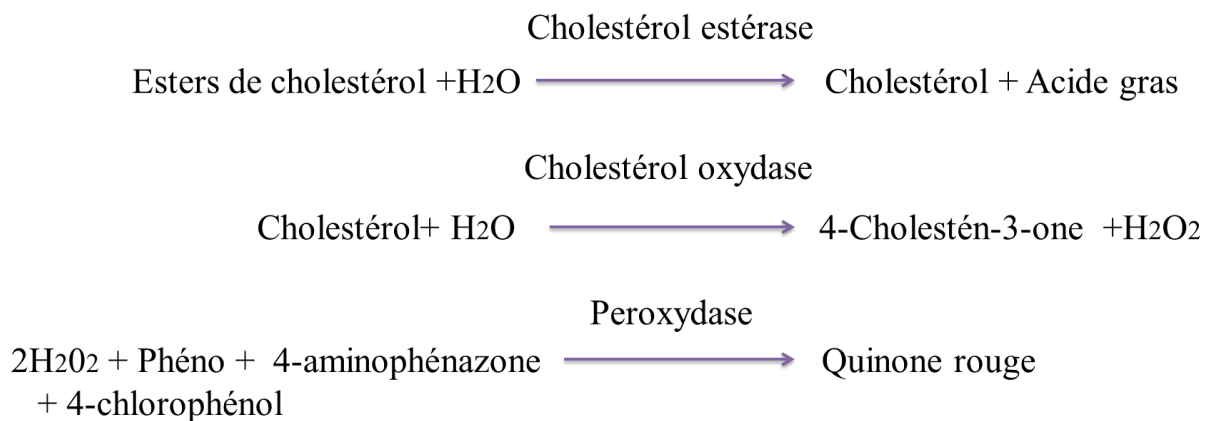 Cholestérol estérase
Esters de cholestérol +H2O Cholestérol + Acide gras
Cholestérol oxydase
Cholestérol+ H2O 4-Cholestén-3-one +H2O2
Peroxydase
2H202 + Phéno + 4-aminophénazone Quinone rouge
+ 4-chlorophénol